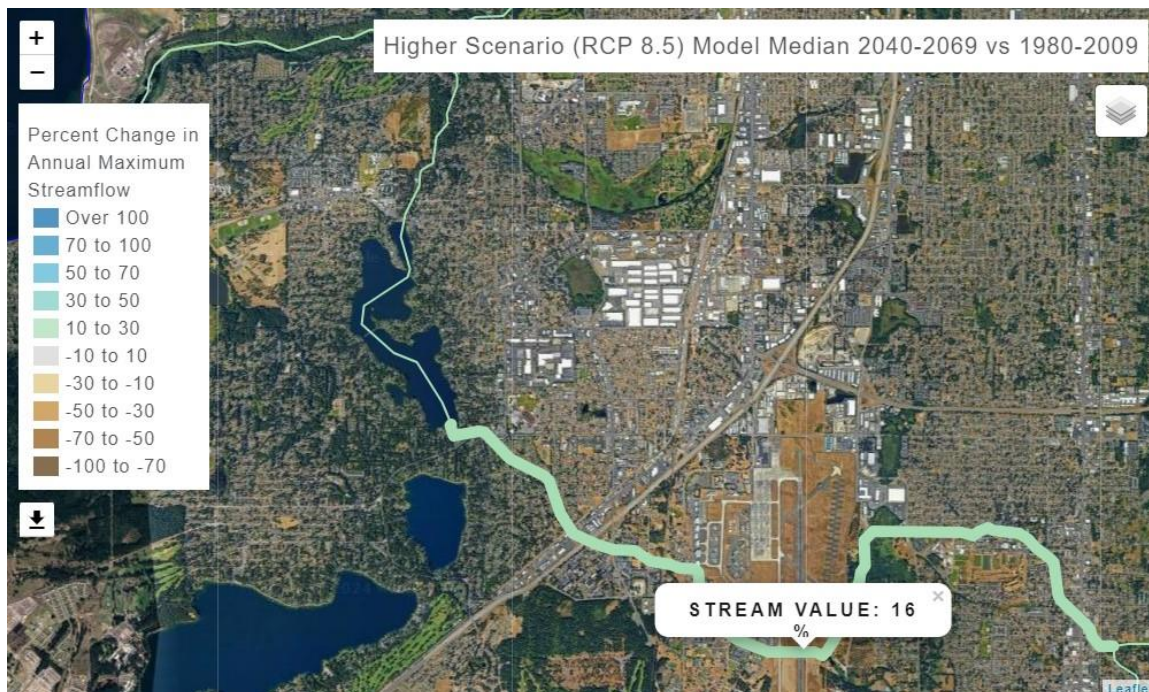 +
−
Higher Scenario (RCP 8.5) Model Median 2040-2069 vs 1980-2009
Percent Change in
Annual Maximum
Streamflow
Over 100
70 to 100
50 to 70
30 to 50
10 to 30
-10 to 10
-30 to -10
-50 to -30
-70 to -50
-100 to -70
STREAM VALUE: 16
%
×
Leafle